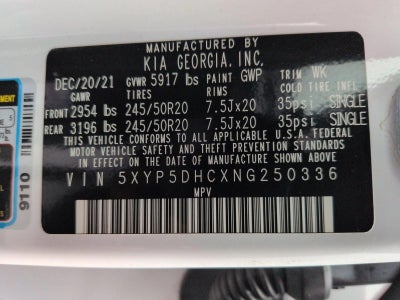 MANUFACTURED BY
KIA GEORGIA, INC.
DEC/20/21 GVWR 5917 lbs PAINT GWP TRIM WK
GAWR TIRES RIMS COLD TIRE INFL.
FRONT 2954 lbs 245/50R20 7.5Jx20 35psi SINGLE
REAR 3196 lbs 245/50R20 7.5Jx20 35psi SINGLE
THIS VEHICLE CONFORMS TO ALL APPLICABLE U.S.A. FEDERAL
MOTOR VEHICLE SAFETY AND THEFT PREVENTION STANDARDS
IN EFFECT ON THE DATE OF MANUFACTURE SHOWN ABOVE.
VIN 5XYP5DHCXNG250336
MPV
9110